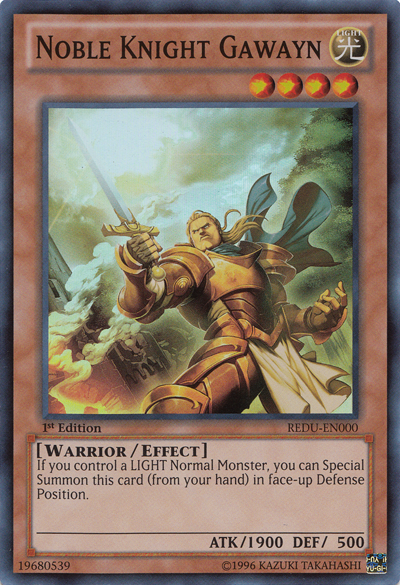 NOBLE KNIGHT GAWAYN
LIGHT
光
1st Edition
REDU-EN000
[WARRIOR/EFFECT]
If you control a LIGHT Normal Monster, you can Special
Summon this card (from your hand) in face-up Defense
Position.
ATK/1900 DEF/ 500
19680539
©1996 KAZUKI TAKAHASHI